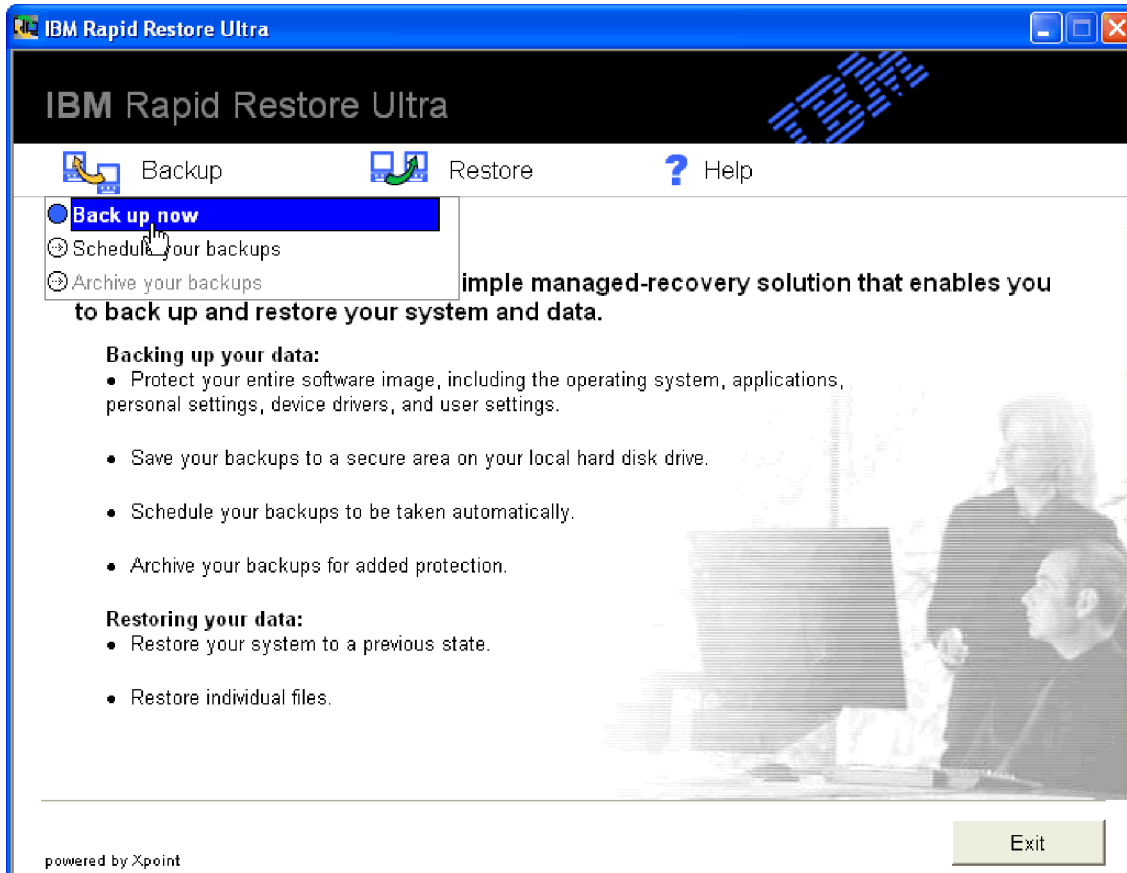 IBM Rapid Restore Ultra
IBM Rapid Restore Ultra
IBM
Backup
Restore
? Help
Back up now
Schedule your backups
Archive your backups
imple managed-recovery solution that enables you
to back up and restore your system and data.
Backing up your data:
• Protect your entire software image, including the operating system, applications,
personal settings, device drivers, and user settings.
• Save your backups to a secure area on your local hard disk drive.
• Schedule your backups to be taken automatically.
• Archive your backups for added protection.
Restoring your data:
• Restore your system to a previous state.
• Restore individual files.
Exit
powered by Xpoint